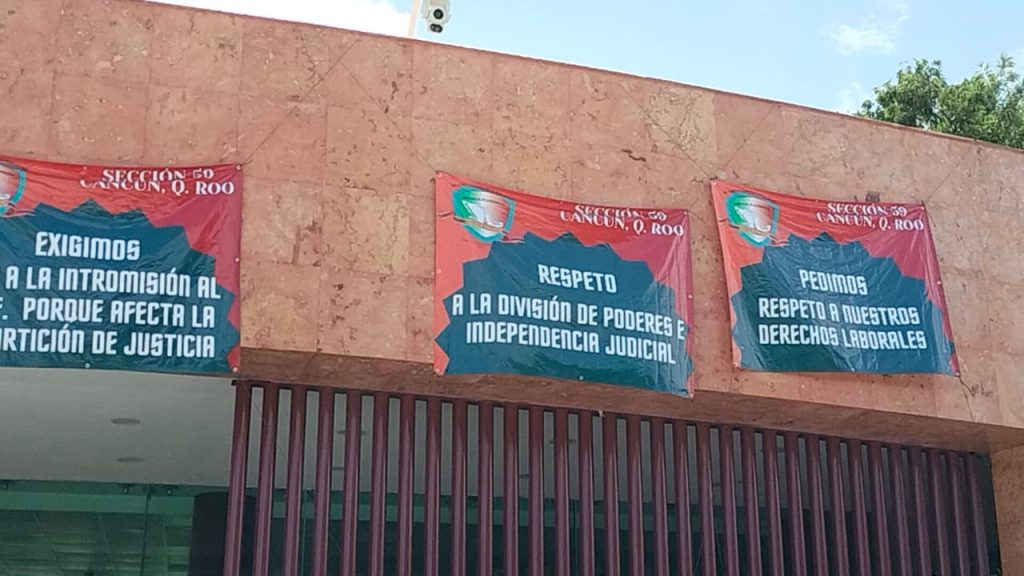 SECCIÓN 59
CANCÚN, Q. ROO
EXIGIMOS
A LA INTROMISIÓN AL
PORQUE AFECTA LA
ARTICIÓN DE JUSTICIA
SECCIÓN 59
CANCÚN, Q. ROO
RESPETO
A LA DIVISIÓN DE PODERES E
INDEPENDENCIA JUDICIAL
SECCIÓN 59
CANCÚN, Q. ROO
PEDIMOS
RESPETO A NUESTROS
DERECHOS LABORALES